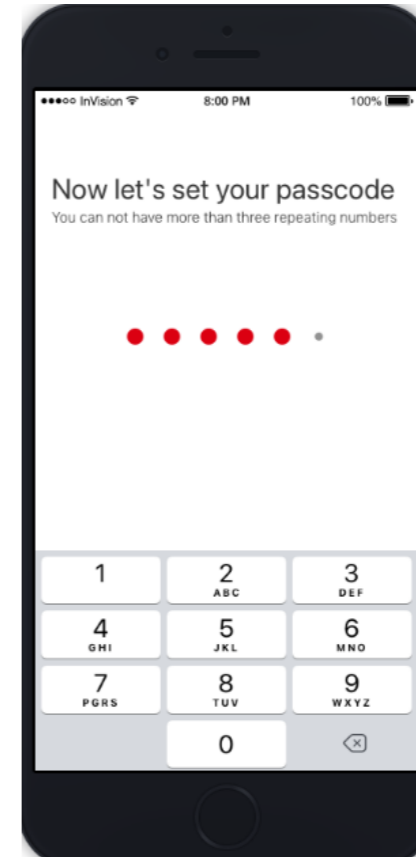 ●●●●○ InVision 8:00 PM 100%
Now let's set your passcode
You can not have more than three repeating numbers
1 2 3
ABC DEF
4 5 6
GHI JKL MNO
7 8 9
PGRS TUV WXYZ
0